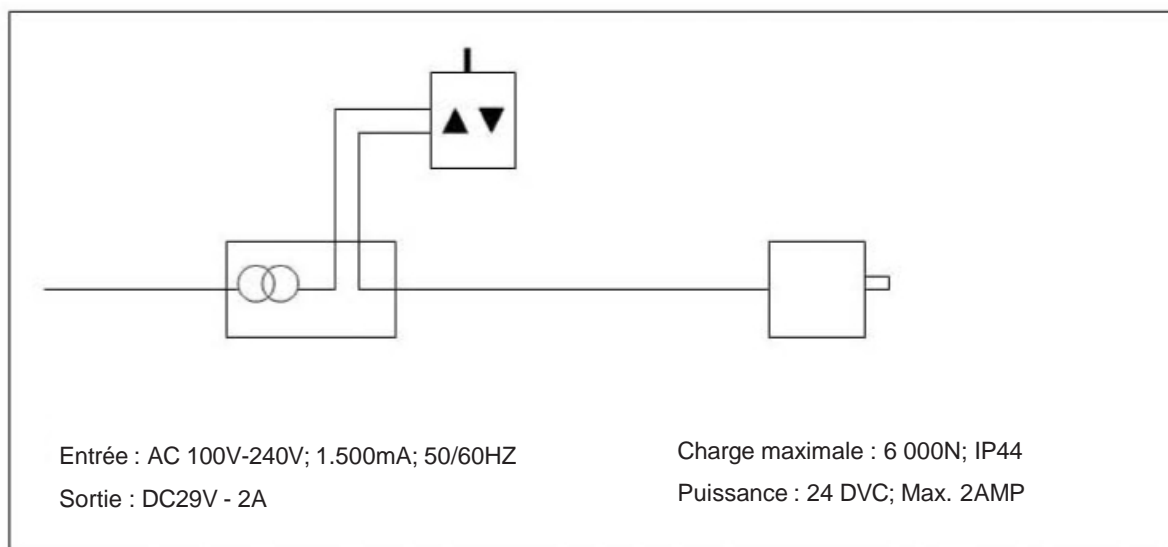 Entrée : AC 100V-240V; 1.500mA; 50/60HZ
Sortie : DC29V - 2A
Charge maximale : 6 000N; IP44
Puissance : 24 DVC; Max. 2AMP